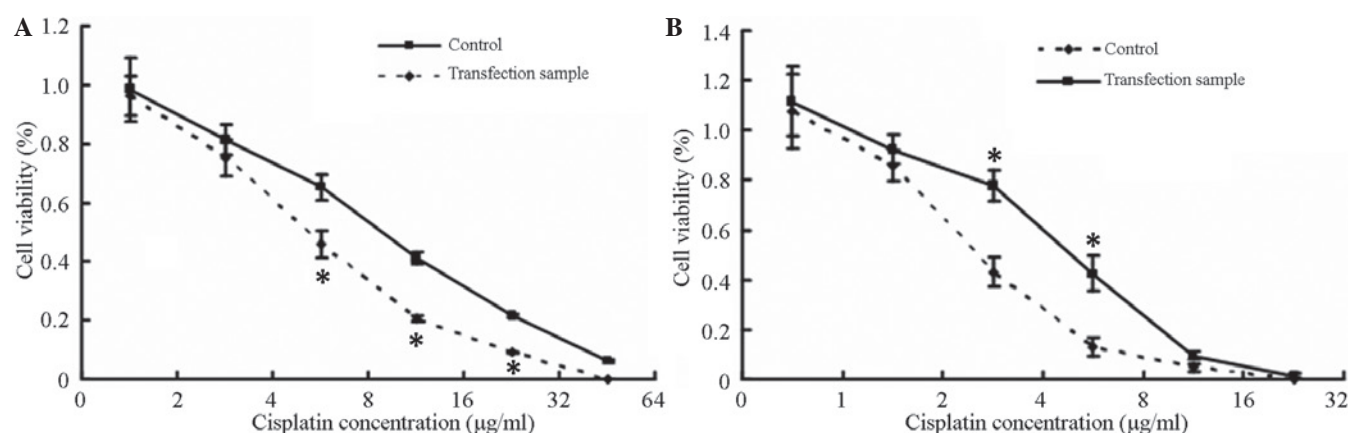 A
1.2
1.0
0.8
0.6
0.4
0.2
0
Cell viability (%)
Control
Transfection sample
*
*
*
0 2 4 8 16 32 64
Cisplatin concentration (µg/ml)
B
1.4
1.2
1.0
0.8
0.6
0.4
0.2
0
Cell viability (%)
Control
Transfection sample
*
*
0 1 2 4 8 16 32
Cisplatin concentration (µg/ml)